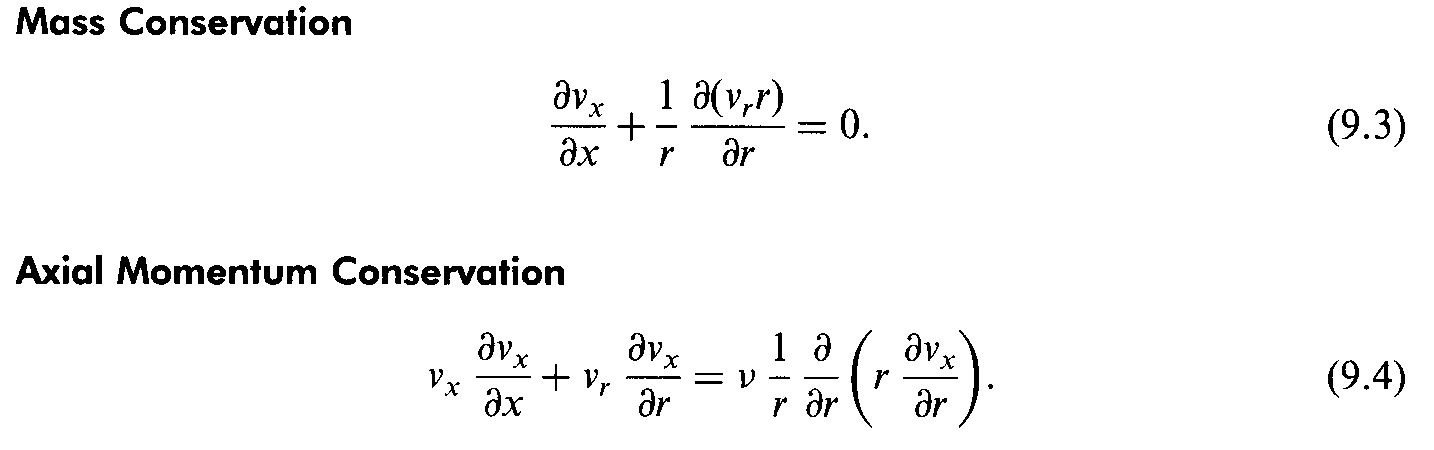 Mass Conservation
∂v_x/∂x + (1/r) ∂(v_r r)/∂r = 0. (9.3)
Axial Momentum Conservation
v_x ∂v_x/∂x + v_r ∂v_x/∂r = ν (1/r) ∂/∂r (r ∂v_x/∂r). (9.4)